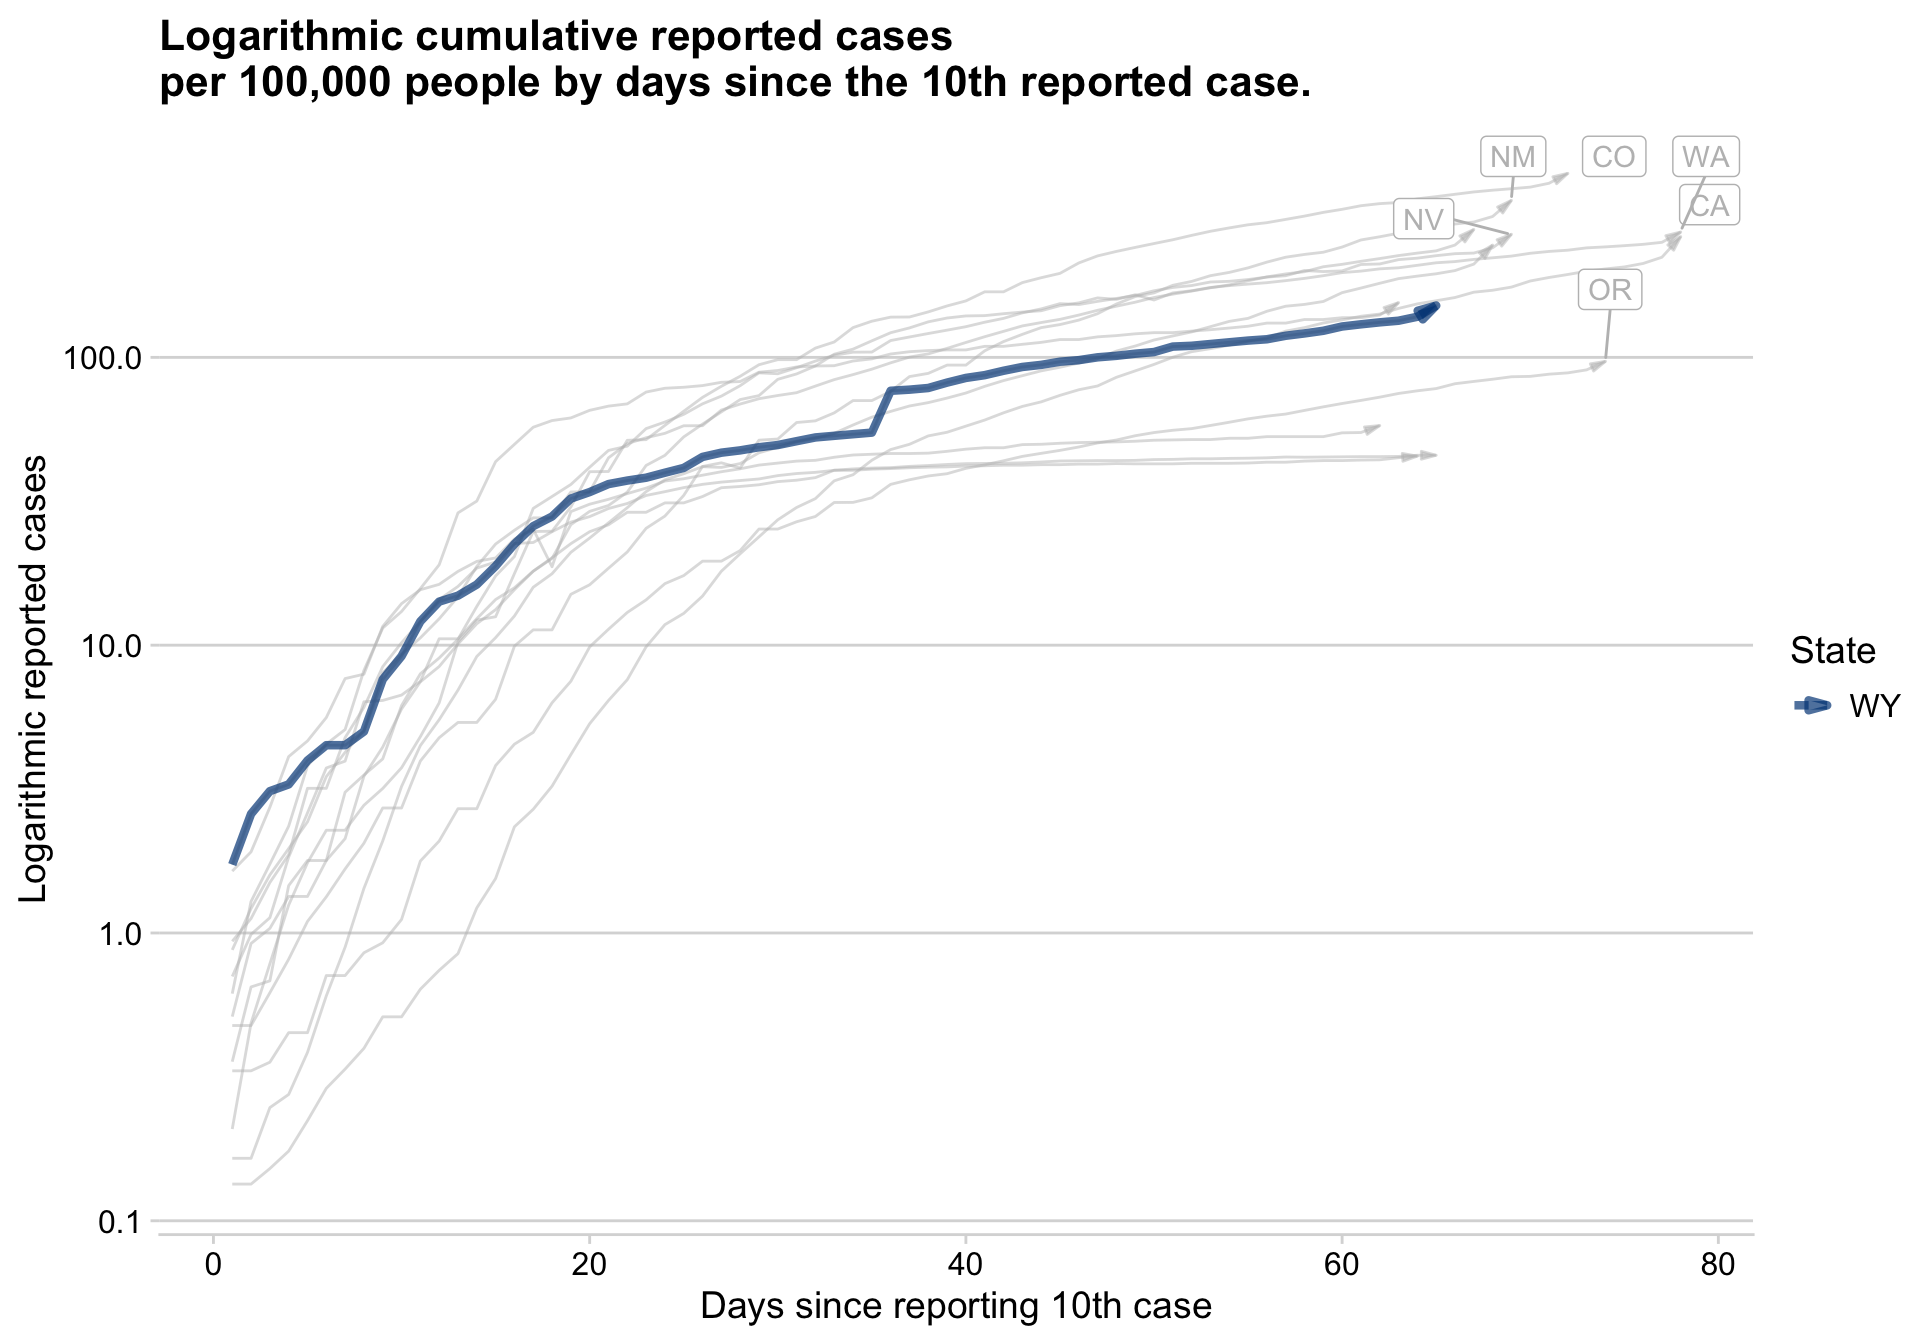 Logarithmic cumulative reported cases
per 100,000 people by days since the 10th reported case.
NM
CO
WA
CA
NV
OR
100.0
10.0
1.0
0.1
Logarithmic reported cases
0
20
40
60
80
Days since reporting 10th case
State
WY